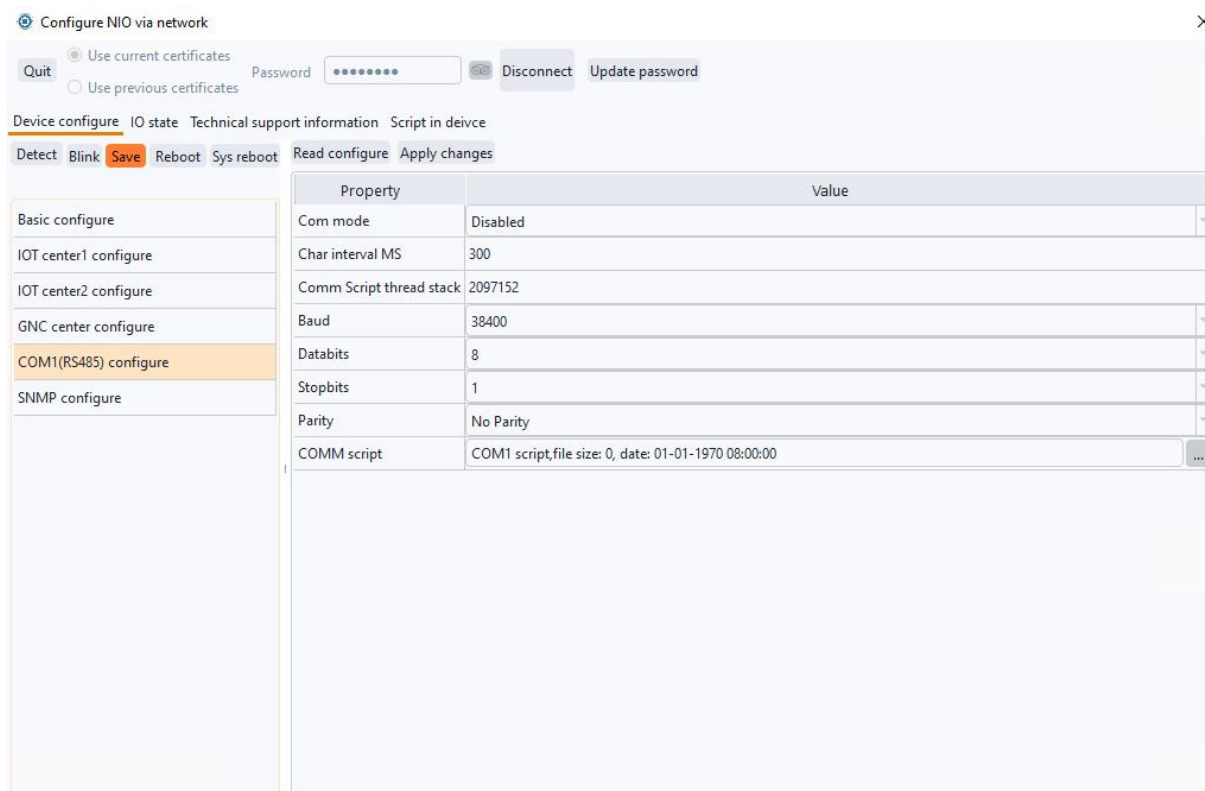 Configure NIO via network
Quit
Use current certificates
Use previous certificates
Password
Disconnect
Update password
Device configure IO state Technical support information Script in deivce
Detect Blink Save Reboot Sys reboot Read configure Apply changes
Property Value
Basic configure
IOT center1 configure
IOT center2 configure
GNC center configure
COM1(RS485) configure
SNMP configure
Com mode Disabled
Char interval MS 300
Comm Script thread stack 2097152
Baud 38400
Databits 8
Stopbits 1
Parity No Parity
COMM script COM1 script,file size: 0, date: 01-01-1970 08:00:00 ...